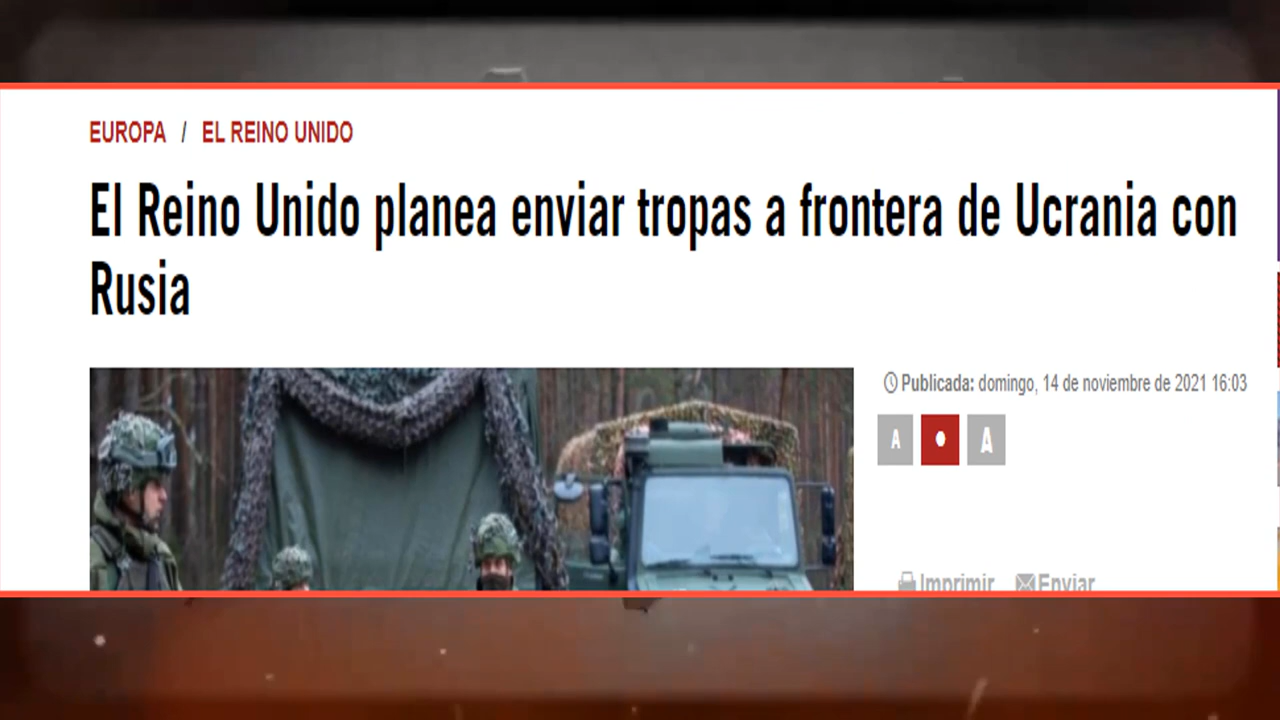 EUROPA / EL REINO UNIDO
El Reino Unido planea enviar tropas a frontera de Ucrania con
Rusia
Publicada: domingo, 14 de noviembre de 2021 16:03
A A
Imprimir Enviar